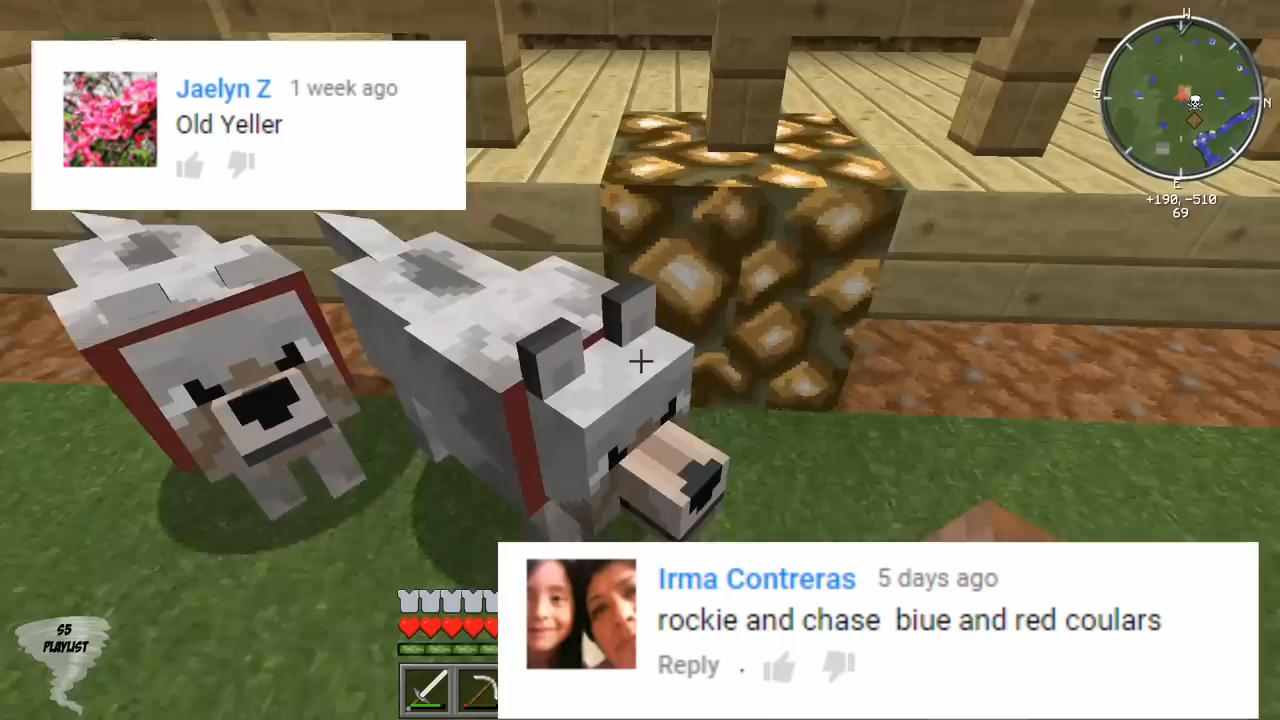 W
Jaelyn Z 1 week ago
Old Yeller
S
N
E
+190, -510
69
Irma Contreras 5 days ago
rockie and chase biue and red coulars
Reply .
S5
PLAYLIST